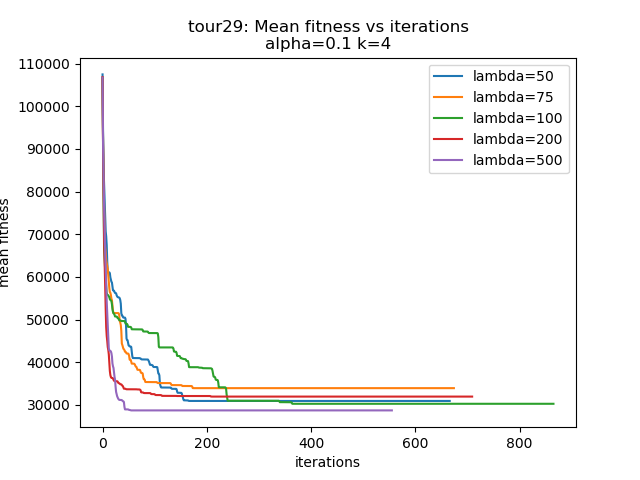 tour29: Mean fitness vs iterations
alpha=0.1 k=4
110000
100000
90000
80000
70000
60000
50000
40000
30000
mean fitness
lambda=50
lambda=75
lambda=100
lambda=200
lambda=500
0
200
400
600
800
iterations